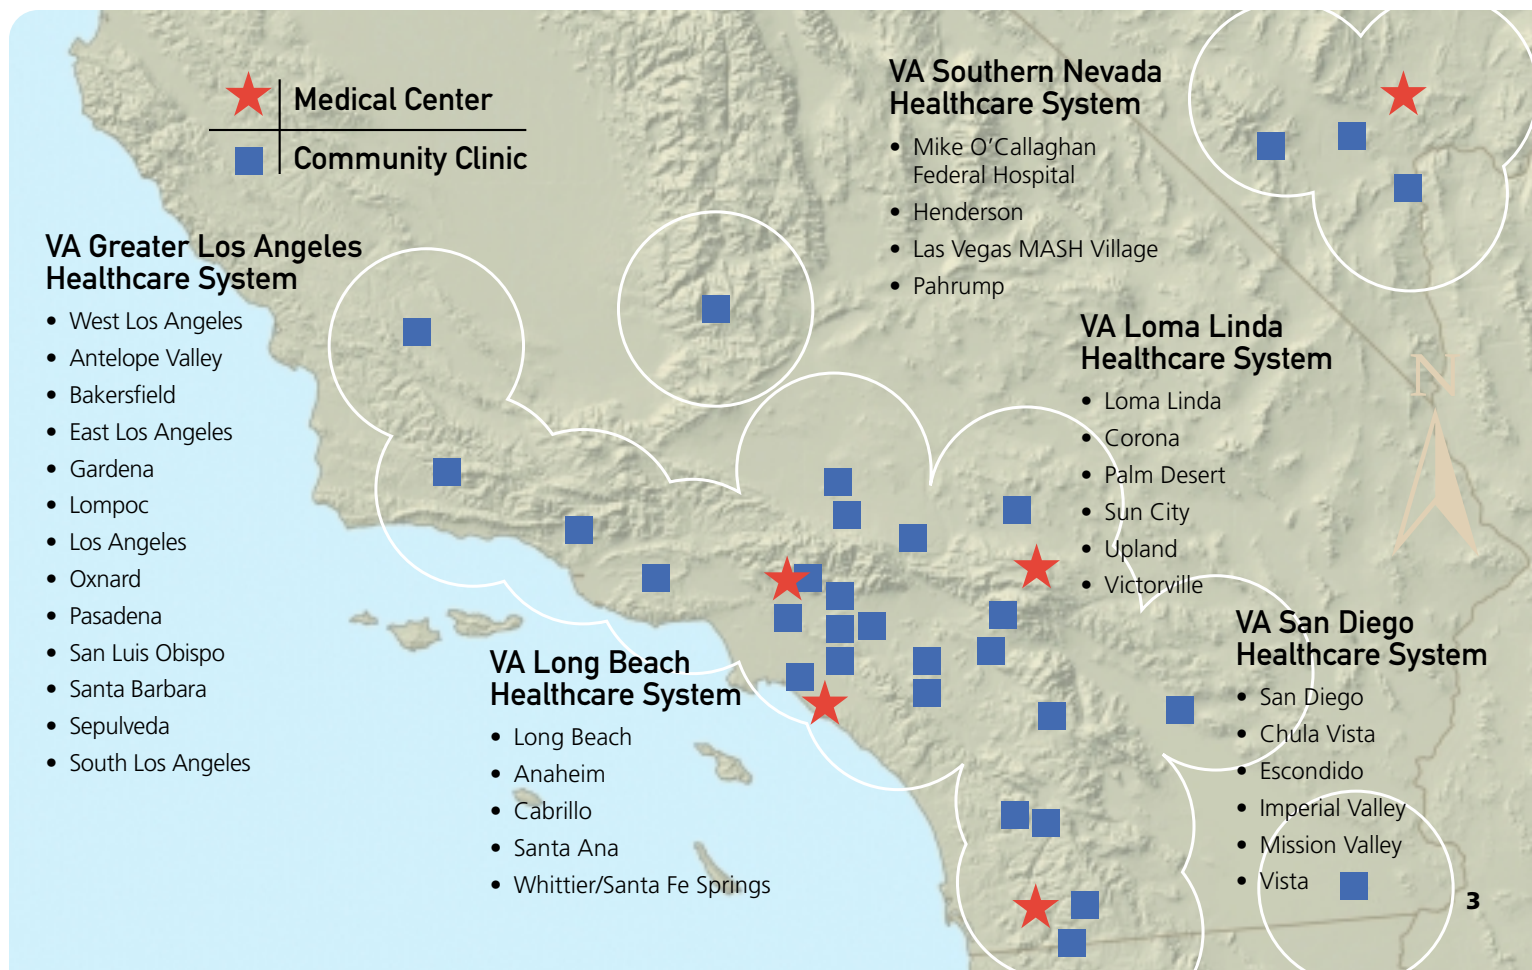 Medical Center
Community Clinic
VA Greater Los Angeles
Healthcare System
• West Los Angeles
• Antelope Valley
• Bakersfield
• East Los Angeles
• Gardena
• Lompoc
• Los Angeles
• Oxnard
• Pasadena
• San Luis Obispo
• Santa Barbara
• Sepulveda
• South Los Angeles
VA Long Beach
Healthcare System
• Long Beach
• Anaheim
• Cabrillo
• Santa Ana
• Whittier/Santa Fe Springs
VA Southern Nevada
Healthcare System
• Mike O’Callaghan
Federal Hospital
• Henderson
• Las Vegas MASH Village
• Pahrump
VA Loma Linda
Healthcare System
• Loma Linda
• Corona
• Palm Desert
• Sun City
• Upland
• Victorville
N
VA San Diego
Healthcare System
• San Diego
• Chula Vista
• Escondido
• Imperial Valley
• Mission Valley
• Vista
3